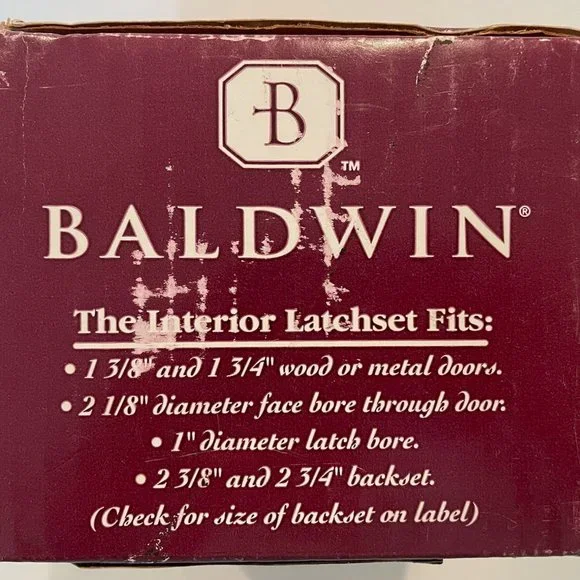 B
™
BALDWIN®
The Interior Latchset Fits:
• 1 3/8" and 1 3/4" wood or metal doors.
• 2 1/8" diameter face bore through door.
• 1" diameter latch bore.
• 2 3/8" and 2 3/4" backset.
(Check for size of backset on label)